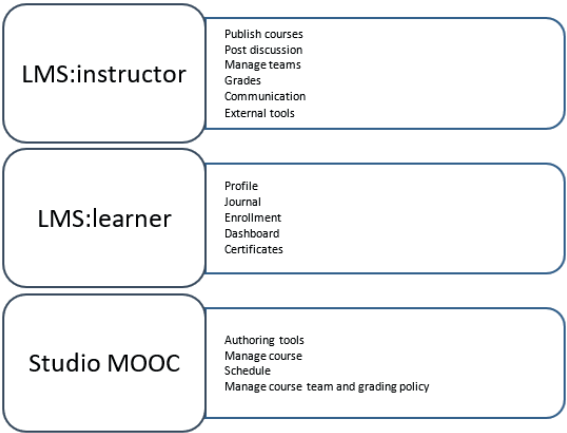 LMS:instructor
Publish courses
Post discussion
Manage teams
Grades
Communication
External tools
LMS:learner
Profile
Journal
Enrollment
Dashboard
Certificates
Studio MOOC
Authoring tools
Manage course
Schedule
Manage course team and grading policy